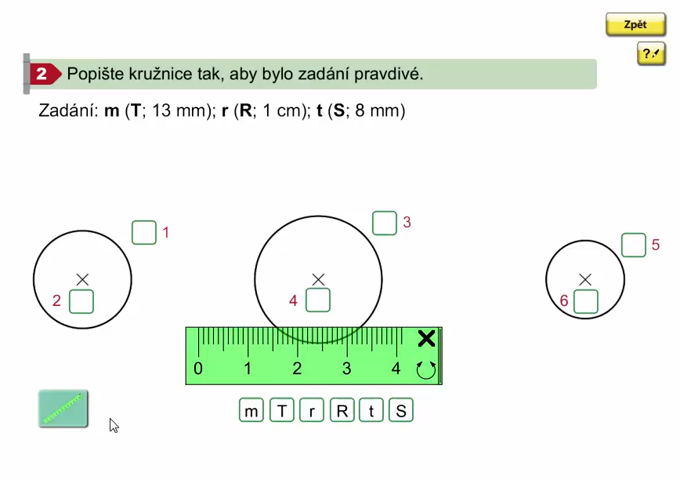 Zpět
?
2 Popište kružnice tak, aby bylo zadání pravdivé.
Zadání: m (T; 13 mm); r (R; 1 cm); t (S; 8 mm)
1
3
5
2
4
6
0 1 2 3 4
m T r R t S